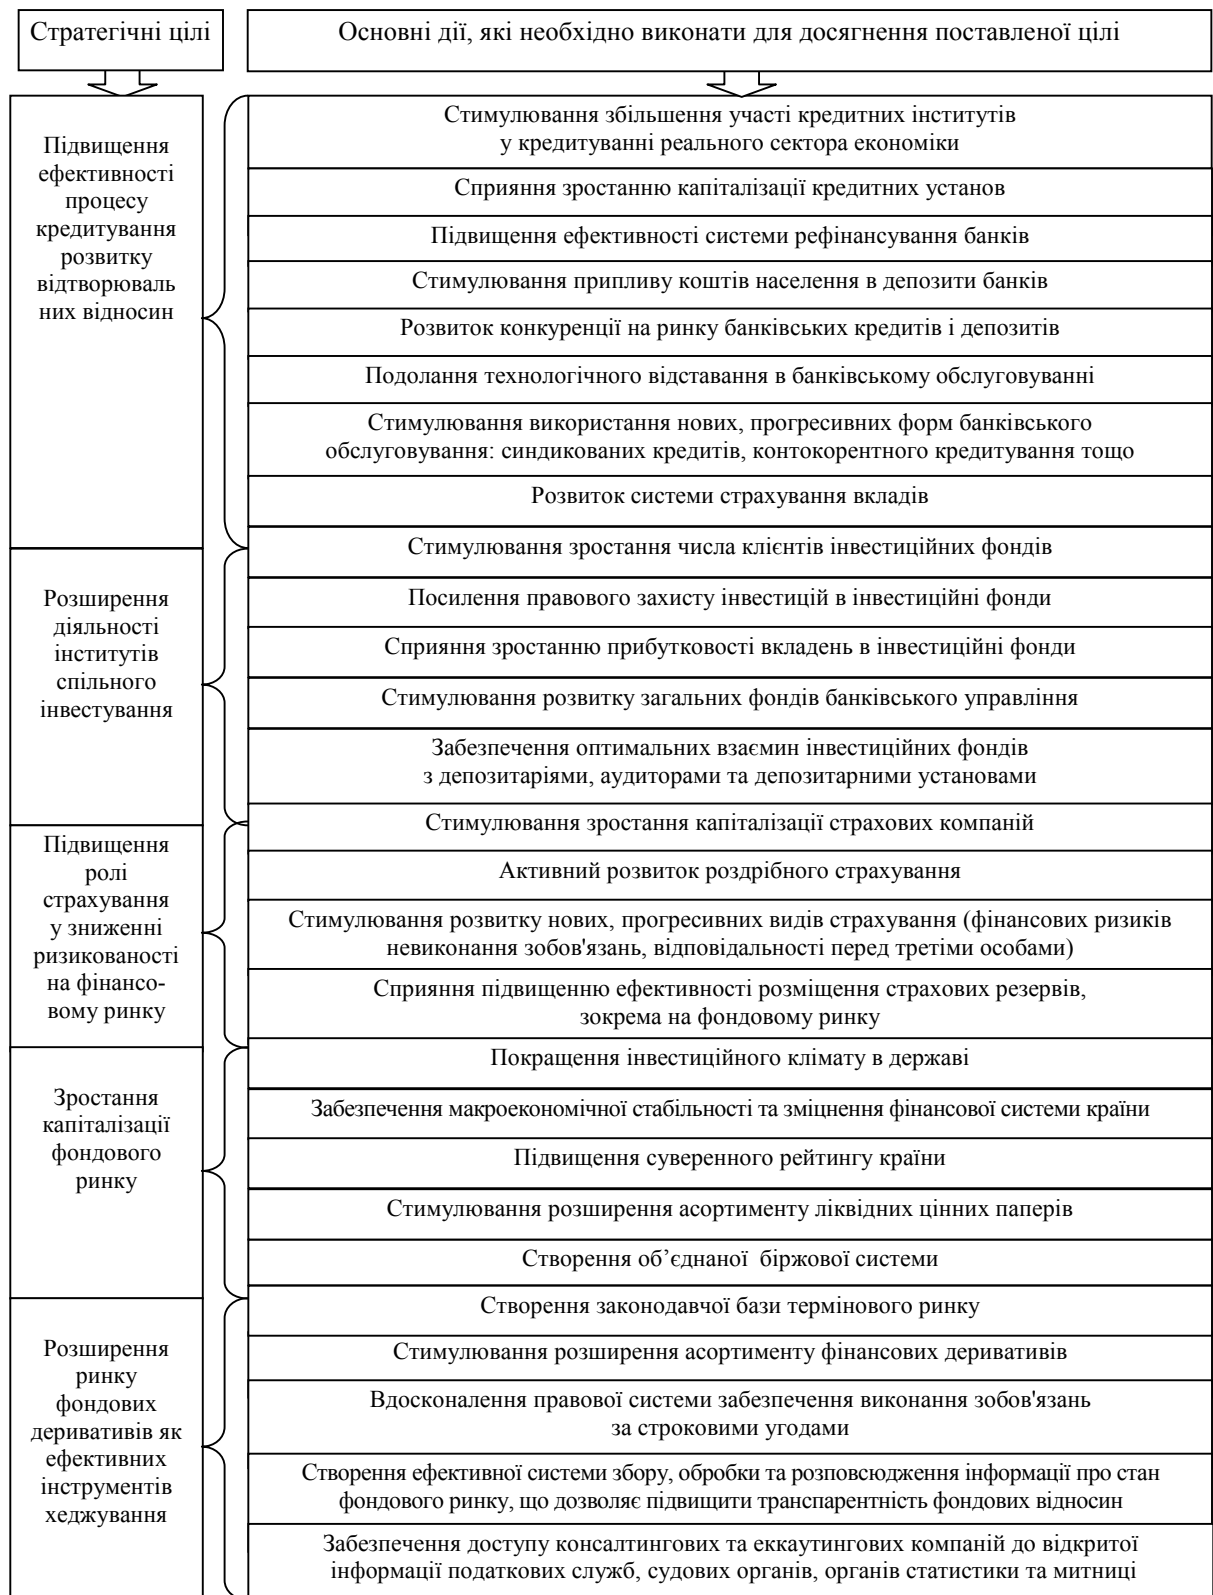 Стратегічні цілі
Основні дії, які необхідно виконати для досягнення поставленої цілі
Підвищення
ефективності
процесу
кредитування
розвитку
відтворюваль
них відносин
Стимулювання збільшення участі кредитних інститутів
у кредитуванні реального сектора економіки
Сприяння зростанню капіталізації кредитних установ
Підвищення ефективності системи рефінансування банків
Стимулювання припливу коштів населення в депозити банків
Розвиток конкуренції на ринку банківських кредитів і депозитів
Подолання технологічного відставання в банківському обслуговуванні
Стимулювання використання нових, прогресивних форм банківського
обслуговування: синдикованих кредитів, контокорентного кредитування тощо
Розвиток системи страхування вкладів
Розширення
діяльності
інститутів
спільного
інвестування
Стимулювання зростання числа клієнтів інвестиційних фондів
Посилення правового захисту інвестицій в інвестиційні фонди
Сприяння зростанню прибутковості вкладень в інвестиційні фонди
Стимулювання розвитку загальних фондів банківського управління
Забезпечення оптимальних взаємин інвестиційних фондів
з депозитаріями, аудиторами та депозитарними установами
Підвищення
ролі
страхування
у зниженні
ризикованості
на фінансо-
вому ринку
Стимулювання зростання капіталізації страхових компаній
Активний розвиток роздрібного страхування
Стимулювання розвитку нових, прогресивних видів страхування (фінансових ризиків
невиконання зобов'язань, відповідальності перед третіми особами)
Сприяння підвищенню ефективності розміщення страхових резервів,
зокрема на фондовому ринку
Зростання
капіталізації
фондового
ринку
Покращення інвестиційного клімату в державі
Забезпечення макроекономічної стабільності та зміцнення фінансової системи країни
Підвищення суверенного рейтингу країни
Стимулювання розширення асортименту ліквідних цінних паперів
Створення об’єднаної біржової системи
Розширення
ринку
фондових
деривативів як
ефективних
інструментів
хеджування
Створення законодавчої бази термінового ринку
Стимулювання розширення асортименту фінансових деривативів
Вдосконалення правової системи забезпечення виконання зобов'язань
за строковими угодами
Створення ефективної системи збору, обробки та розповсюдження інформації про стан
фондового ринку, що дозволяє підвищити транспарентність фондових відносин
Забезпечення доступу консалтингових та еккаутингових компаній до відкритої
інформації податкових служб, судових органів, органів статистики та митниці